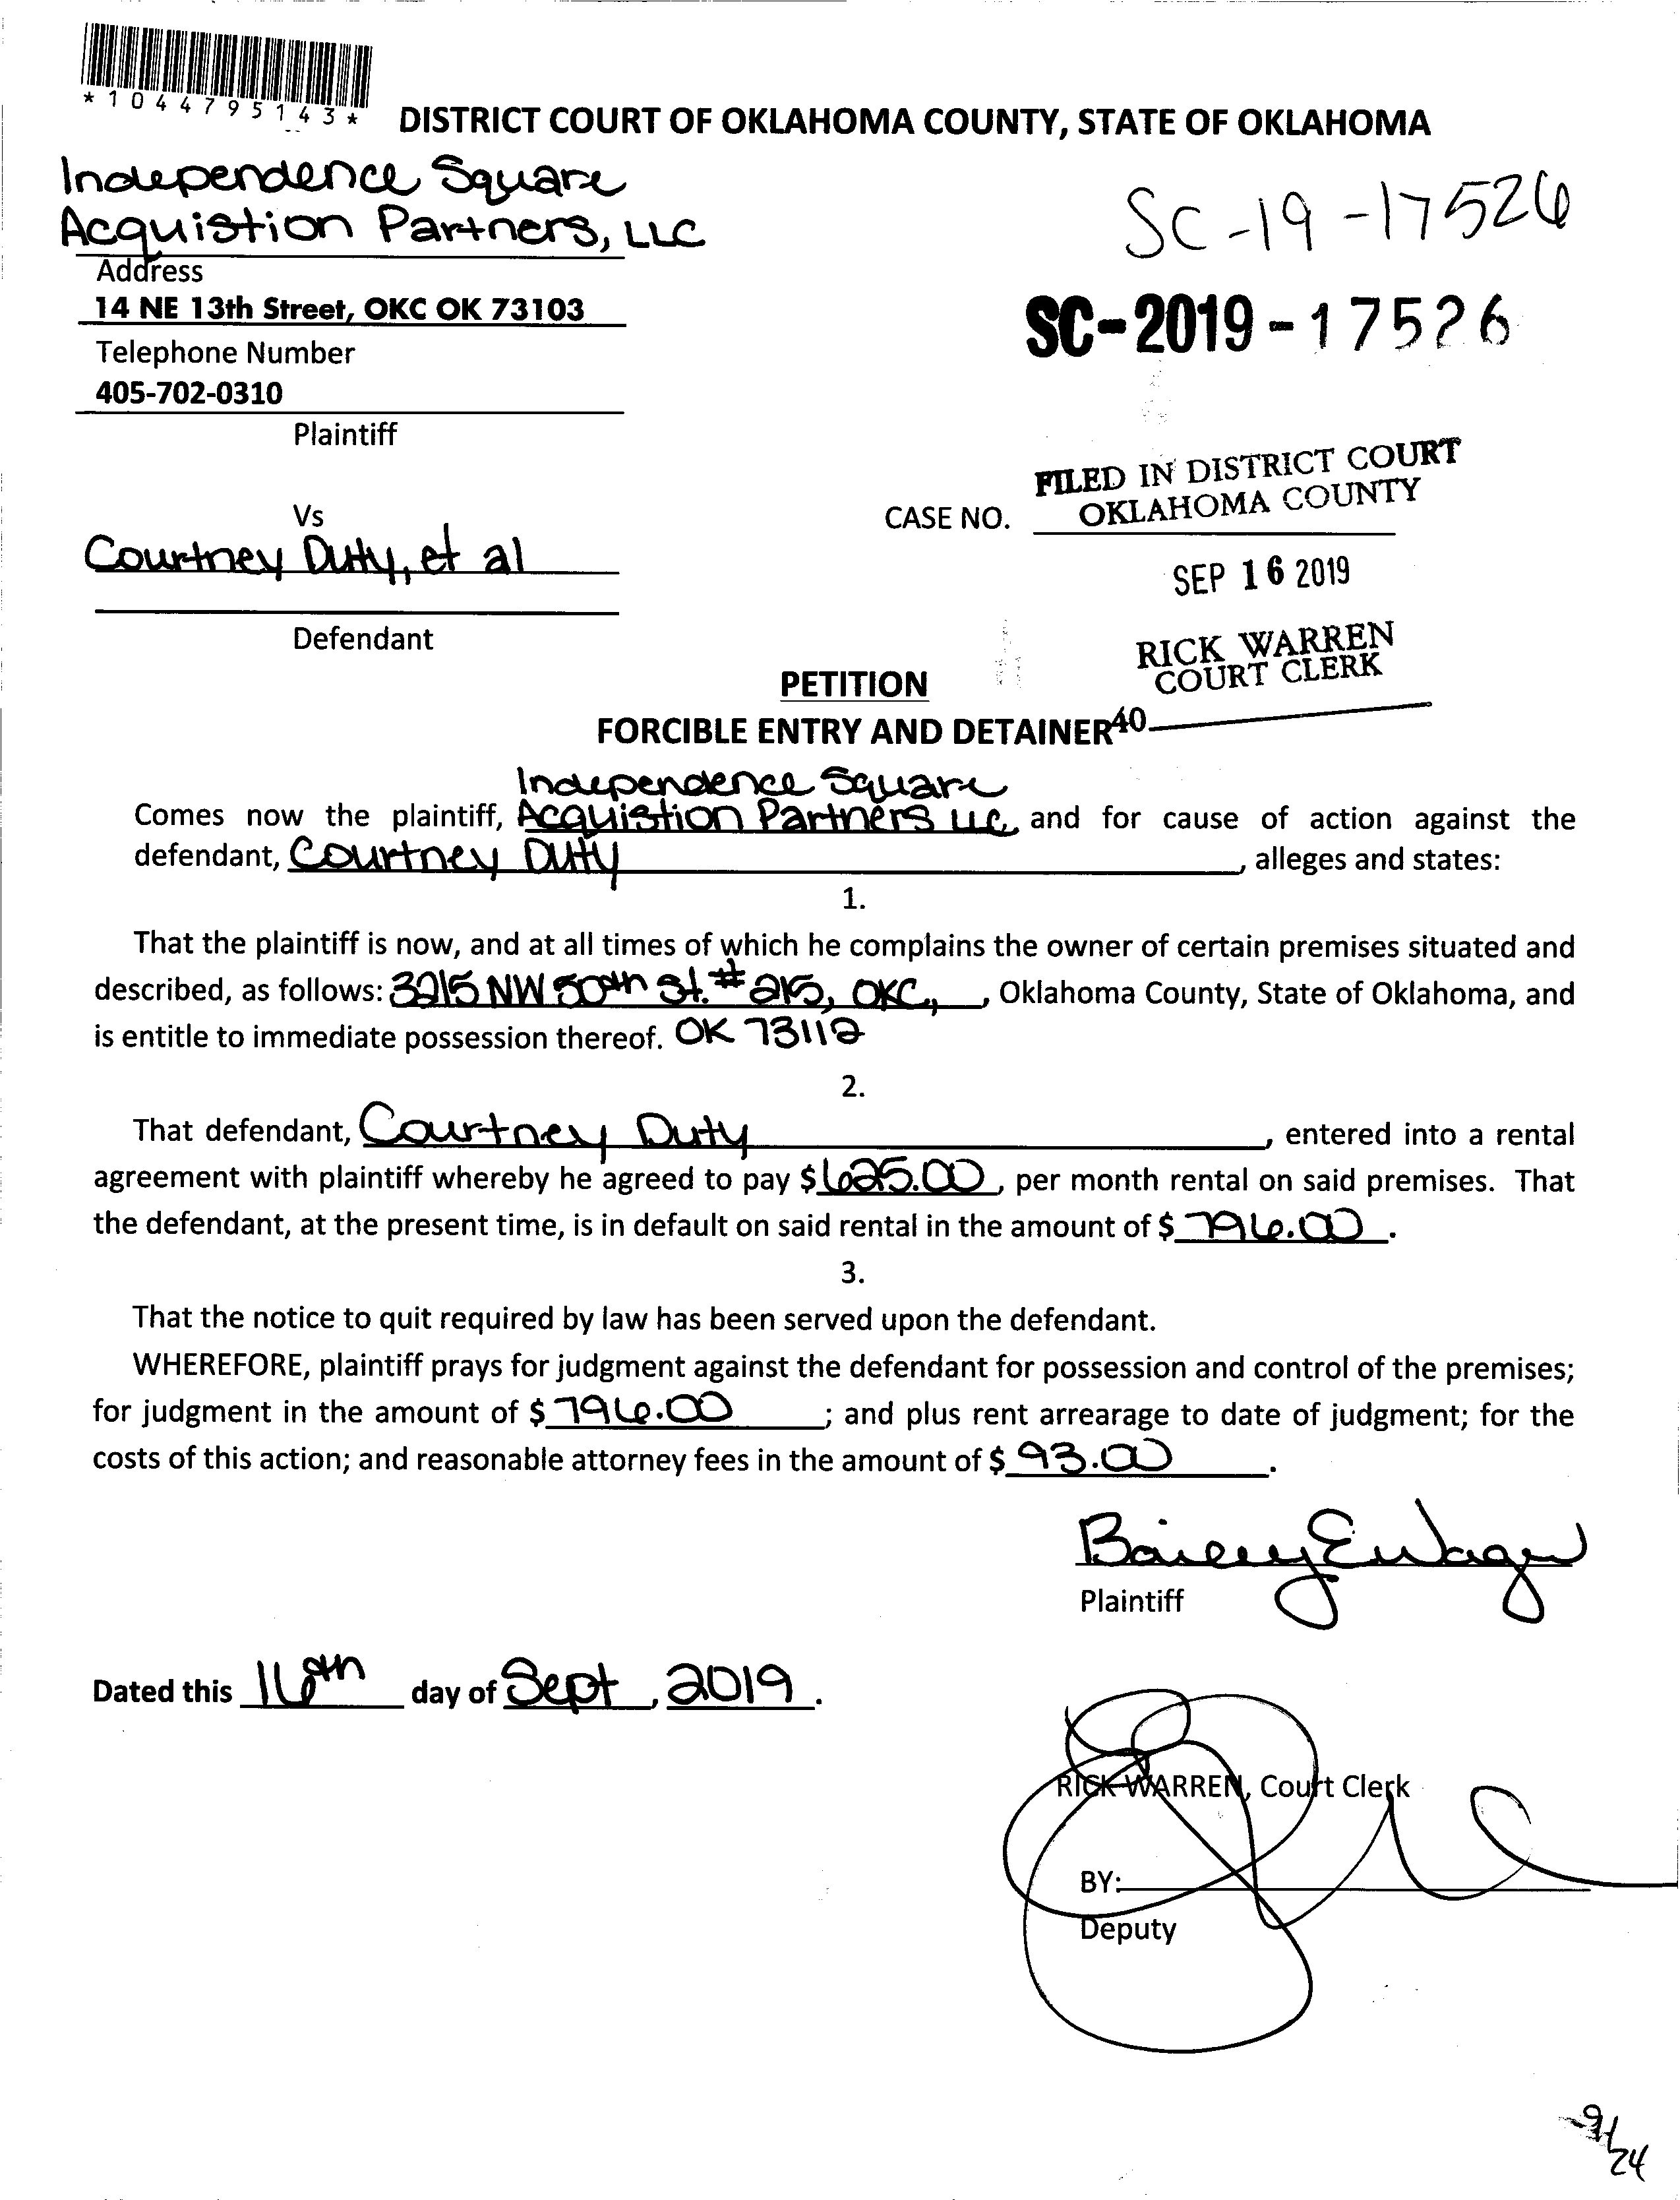 *1044795143*
DISTRICT COURT OF OKLAHOMA COUNTY, STATE OF OKLAHOMA
Independence Square
Acquistion Partners, LLC
SC-19-17526
Address
14 NE 13th Street, OKC OK 73103
SC-2019-17526
Telephone Number
405-702-0310
Plaintiff
FILED IN DISTRICT COURT
OKLAHOMA COUNTY
Vs
CASE NO.
Courtney Duty, et al
SEP 16 2019
Defendant
RICK WARREN
COURT CLERK
PETITION
FORCIBLE ENTRY AND DETAINER
40
Independence Square
Comes now the plaintiff, Acquistion Partners LLC, and for cause of action against the
defendant, Courtney Duty, alleges and states:
1.
That the plaintiff is now, and at all times of which he complains the owner of certain premises situated and
described, as follows: 3215 NW 50th St. #215, OKC,, Oklahoma County, State of Oklahoma, and
is entitle to immediate possession thereof. OK 73112
2.
That defendant, Courtney Duty, entered into a rental
agreement with plaintiff whereby he agreed to pay $625.00, per month rental on said premises. That
the defendant, at the present time, is in default on said rental in the amount of $ 796.00.
3.
That the notice to quit required by law has been served upon the defendant.
WHEREFORE, plaintiff prays for judgment against the defendant for possession and control of the premises;
for judgment in the amount of $ 796.00; and plus rent arrearage to date of judgment; for the
costs of this action; and reasonable attorney fees in the amount of $ 93.00.
Plaintiff
Dated this 16th day of Sept, 2019.
RICK WARREN, Court Clerk
BY:
Deputy
9/24